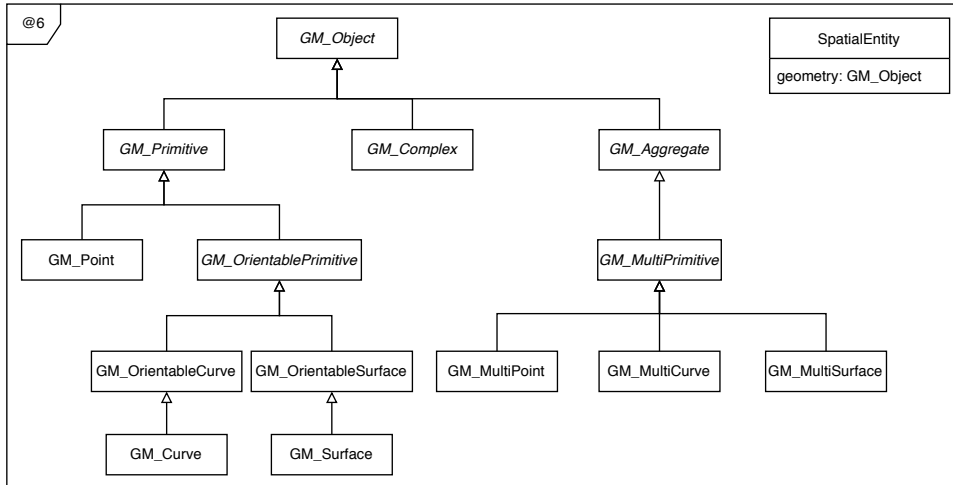 @6
GM_Object
SpatialEntity
geometry: GM_Object
GM_Primitive
GM_Complex
GM_Aggregate
GM_Point
GM_OrientablePrimitive
GM_MultiPrimitive
GM_OrientableCurve
GM_OrientableSurface
GM_MultiPoint
GM_MultiCurve
GM_MultiSurface
GM_Curve
GM_Surface